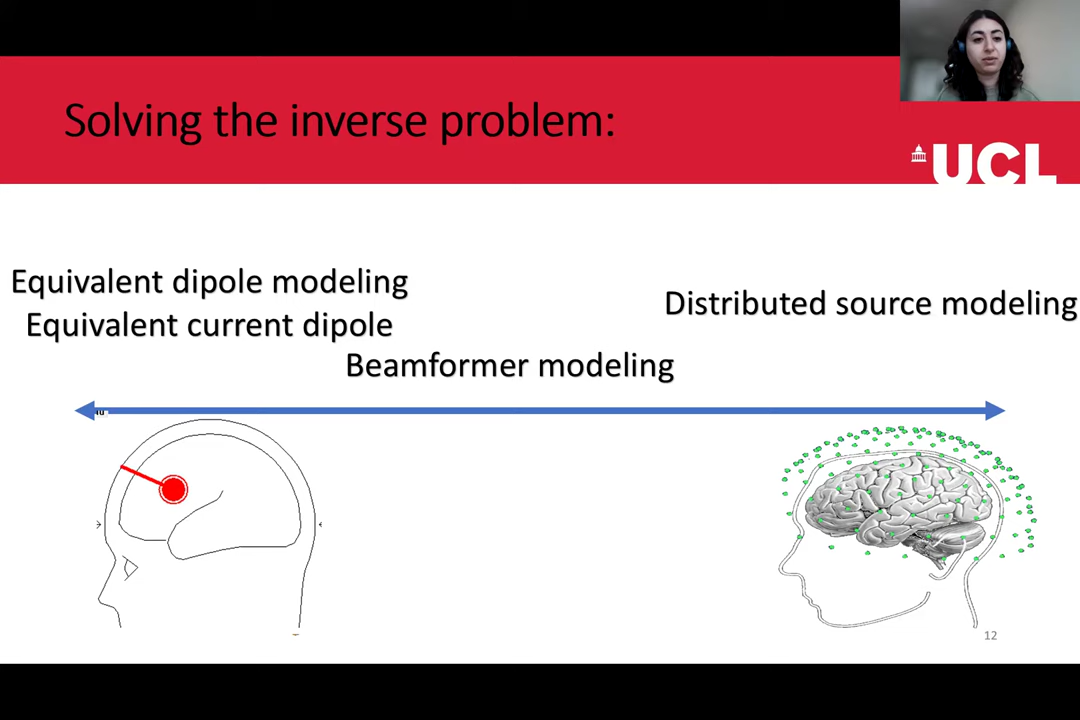 Solving the inverse problem:
UCL
Equivalent dipole modeling
Equivalent current dipole
Distributed source modeling
Beamformer modeling
12